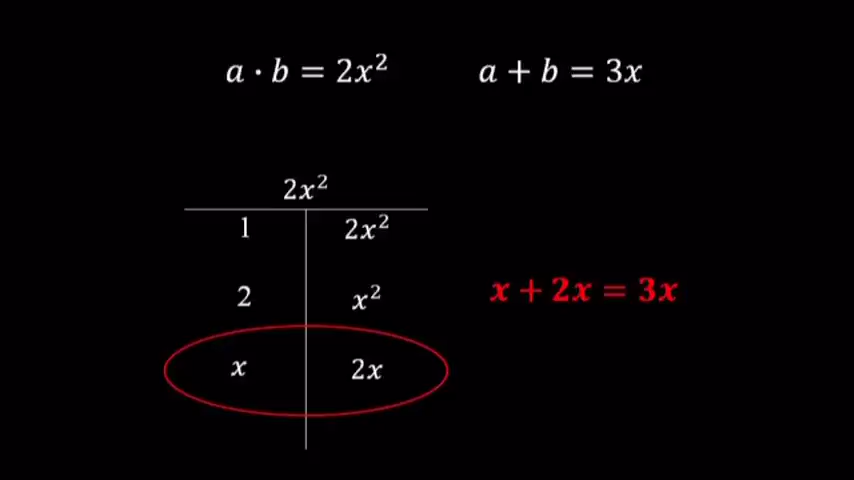 a · b = 2x² a + b = 3x
2x²
1 2x²
2 x²
x + 2x = 3x
x 2x